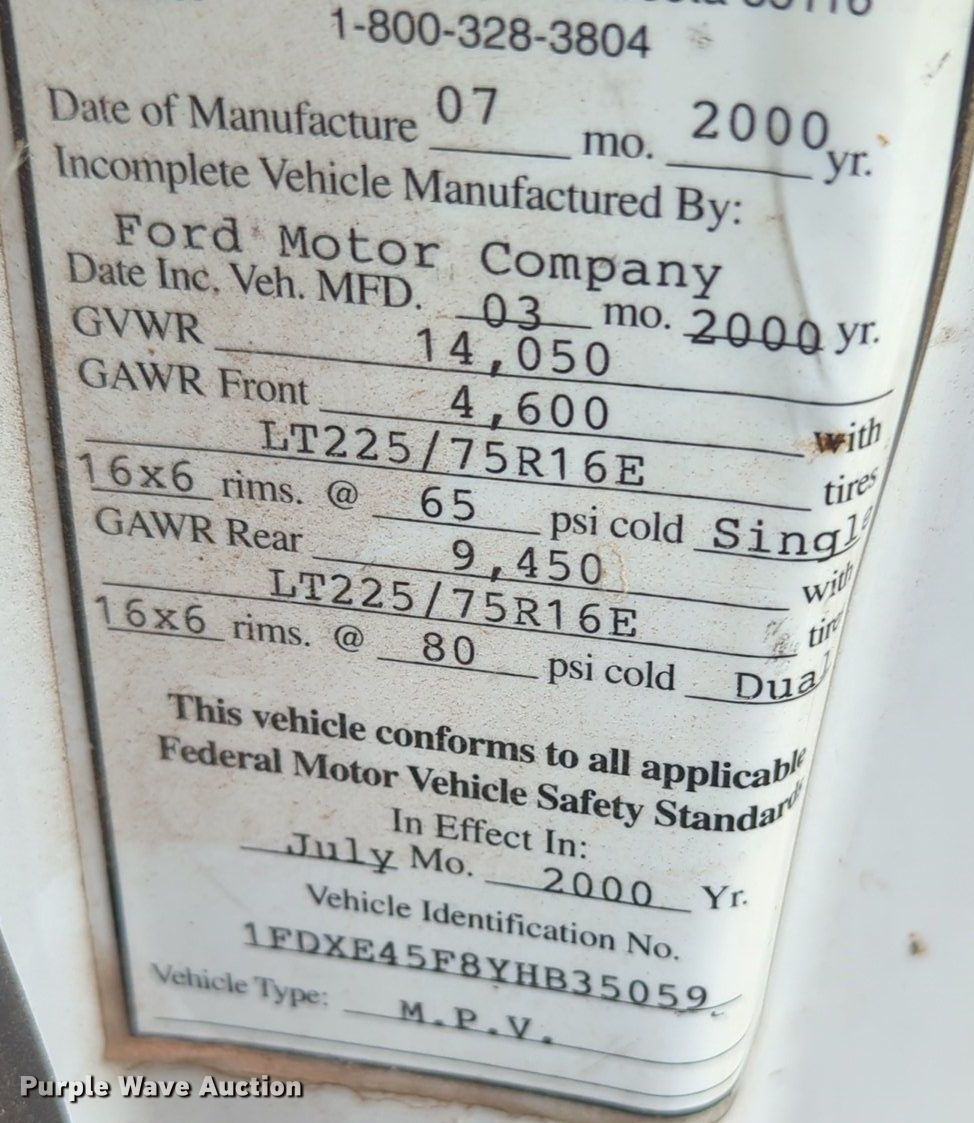 1-800-328-3804
Date of Manufacture 07 mo. 2000 yr.
Incomplete Vehicle Manufactured By:
Ford Motor Company
Date Inc. Veh. MFD. 03 mo. 2000 yr.
GVWR 14,050
GAWR Front 4,600 with
LT225/75R16E tires
16x6 rims. @ 65 psi cold Single
GAWR Rear 9,450 with
LT225/75R16E tire
16x6 rims. @ 80 psi cold Dual
This vehicle conforms to all applicable
Federal Motor Vehicle Safety Standards
In Effect In:
July Mo. 2000 Yr.
Vehicle Identification No.
1FDXE45F8YHB35059
Vehicle Type: M.P.V.
Purple Wave Auction